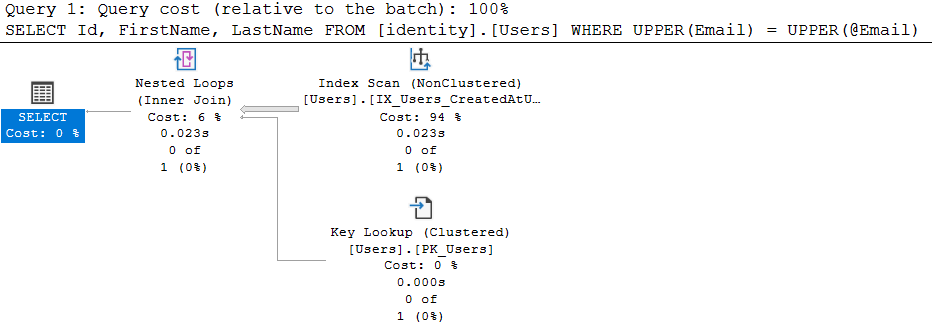 Query 1: Query cost (relative to the batch): 100%
SELECT Id, FirstName, LastName FROM [identity].[Users] WHERE UPPER(Email) = UPPER(@Email)
SELECT
Cost: 0 %
Nested Loops
(Inner Join)
Cost: 6 %
0.023s
0 of
1 (0%)
Index Scan (NonClustered)
[Users].[IX_Users_CreatedAtU…
Cost: 94 %
0.023s
0 of
1 (0%)
Key Lookup (Clustered)
[Users].[PK_Users]
Cost: 0 %
0.000s
0 of
1 (0%)